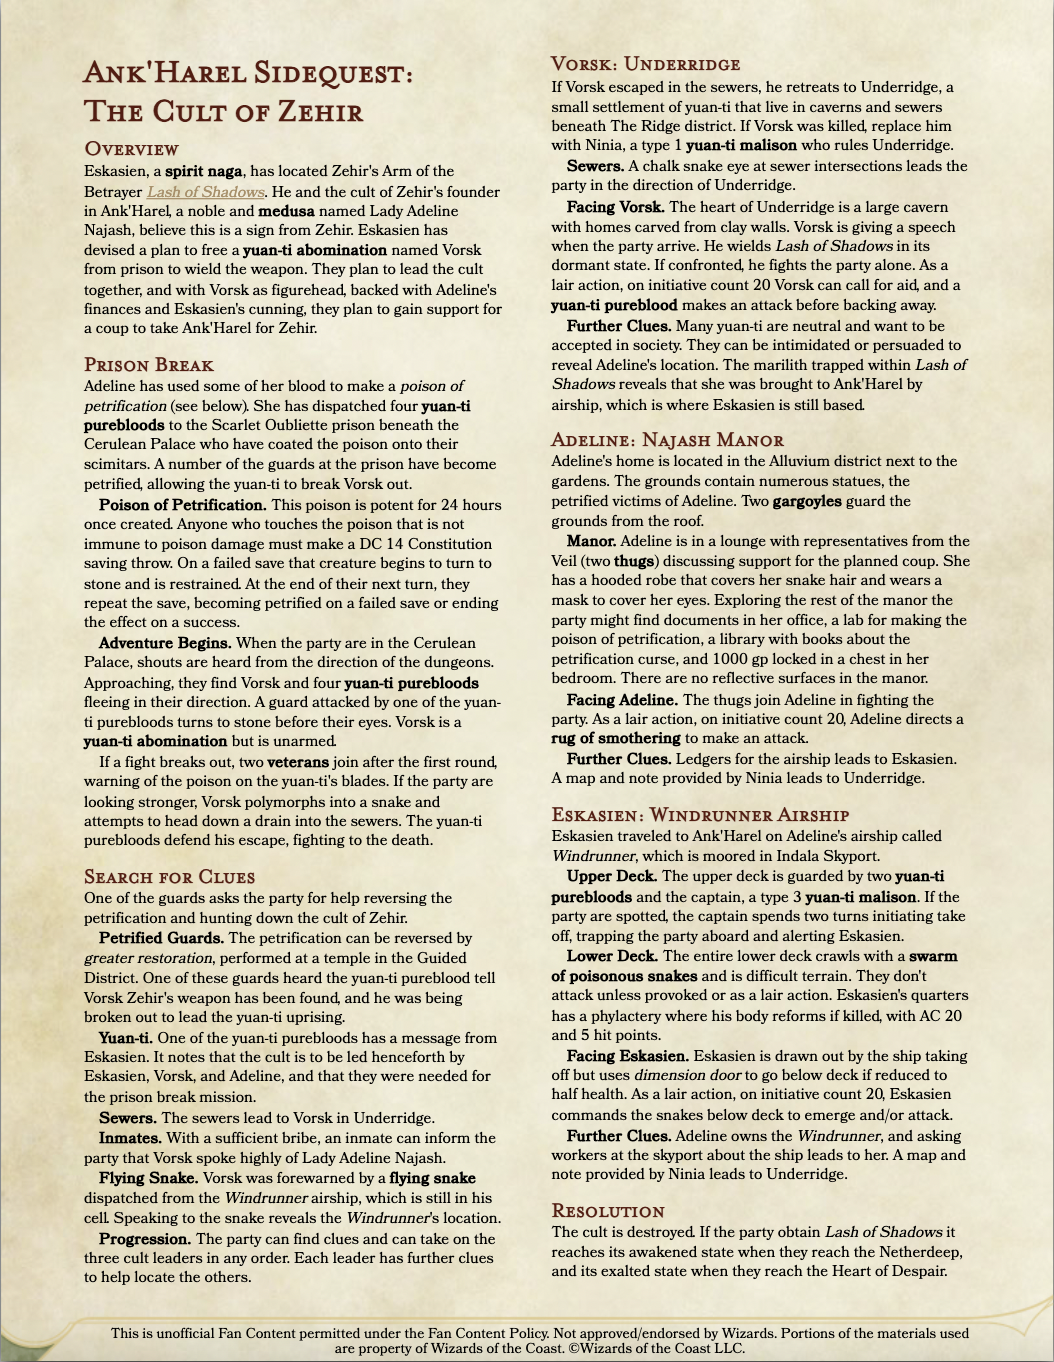 Ank'Harel Sidequest:
The Cult of Zehir
Overview
Eskasien, a spirit naga, has located Zehir's Arm of the
Betrayer Lash of Shadows. He and the cult of Zehir's founder
in Ank'Harel, a noble and medusa named Lady Adeline
Najash, believe this is a sign from Zehir. Eskasien has
devised a plan to free a yuan-ti abomination named Vorsk
from prison to wield the weapon. They plan to lead the cult
together, and with Vorsk as figurehead, backed with Adeline's
finances and Eskasien's cunning, they plan to gain support for
a coup to take Ank'Harel for Zehir.
Prison Break
Adeline has used some of her blood to make a poison of
petrification (see below). She has dispatched four yuan-ti
purebloods to the Scarlet Oubliette prison beneath the
Cerulean Palace who have coated the poison onto their
scimitars. A number of the guards at the prison have become
petrified, allowing the yuan-ti to break Vorsk out.
Poison of Petrification. This poison is potent for 24 hours
once created. Anyone who touches the poison that is not
immune to poison damage must make a DC 14 Constitution
saving throw. On a failed save that creature begins to turn to
stone and is restrained. At the end of their next turn, they
repeat the save, becoming petrified on a failed save or ending
the effect on a success.
Adventure Begins. When the party are in the Cerulean
Palace, shouts are heard from the direction of the dungeons.
Approaching, they find Vorsk and four yuan-ti purebloods
fleeing in their direction. A guard attacked by one of the yuan-
ti purebloods turns to stone before their eyes. Vorsk is a
yuan-ti abomination but is unarmed.
If a fight breaks out, two veterans join after the first round,
warning of the poison on the yuan-ti's blades. If the party are
looking stronger, Vorsk polymorphs into a snake and
attempts to head down a drain into the sewers. The yuan-ti
purebloods defend his escape, fighting to the death.
Search for Clues
One of the guards asks the party for help reversing the
petrification and hunting down the cult of Zehir.
Petrified Guards. The petrification can be reversed by
greater restoration, performed at a temple in the Guided
District. One of these guards heard the yuan-ti pureblood tell
Vorsk Zehir's weapon has been found, and he was being
broken out to lead the yuan-ti uprising.
Yuan-ti. One of the yuan-ti purebloods has a message from
Eskasien. It notes that the cult is to be led henceforth by
Eskasien, Vorsk, and Adeline, and that they were needed for
the prison break mission.
Sewers. The sewers lead to Vorsk in Underridge.
Inmates. With a sufficient bribe, an inmate can inform the
party that Vorsk spoke highly of Lady Adeline Najash.
Flying Snake. Vorsk was forewarned by a flying snake
dispatched from the Windrunner airship, which is still in his
cell. Speaking to the snake reveals the Windrunner's location.
Progression. The party can find clues and can take on the
three cult leaders in any order. Each leader has further clues
to help locate the others.
Vorsk: Underridge
If Vorsk escaped in the sewers, he retreats to Underridge, a
small settlement of yuan-ti that live in caverns and sewers
beneath The Ridge district. If Vorsk was killed, replace him
with Ninia, a type 1 yuan-ti malison who rules Underridge.
Sewers. A chalk snake eye at sewer intersections leads the
party in the direction of Underridge.
Facing Vorsk. The heart of Underridge is a large cavern
with homes carved from clay walls. Vorsk is giving a speech
when the party arrive. He wields Lash of Shadows in its
dormant state. If confronted, he fights the party alone. As a
lair action, on initiative count 20 Vorsk can call for aid, and a
yuan-ti pureblood makes an attack before backing away.
Further Clues. Many yuan-ti are neutral and want to be
accepted in society. They can be intimidated or persuaded to
reveal Adeline's location. The marilith trapped within Lash of
Shadows reveals that she was brought to Ank'Harel by
airship, which is where Eskasien is still based.
Adeline: Najash Manor
Adeline's home is located in the Alluvium district next to the
gardens. The grounds contain numerous statues, the
petrified victims of Adeline. Two gargoyles guard the
grounds from the roof.
Manor. Adeline is in a lounge with representatives from the
Veil (two thugs) discussing support for the planned coup. She
has a hooded robe that covers her snake hair and wears a
mask to cover her eyes. Exploring the rest of the manor the
party might find documents in her office, a lab for making the
poison of petrification, a library with books about the
petrification curse, and 1000 gp locked in a chest in her
bedroom. There are no reflective surfaces in the manor.
Facing Adeline. The thugs join Adeline in fighting the
party. As a lair action, on initiative count 20, Adeline directs a
rug of smothering to make an attack.
Further Clues. Ledgers for the airship leads to Eskasien.
A map and note provided by Ninia leads to Underridge.
Eskasien: Windrunner Airship
Eskasien traveled to Ank'Harel on Adeline's airship called
Windrunner, which is moored in Indala Skyport.
Upper Deck. The upper deck is guarded by two yuan-ti
purebloods and the captain, a type 3 yuan-ti malison. If the
party are spotted, the captain spends two turns initiating take
off, trapping the party aboard and alerting Eskasien.
Lower Deck. The entire lower deck crawls with a swarm
of poisonous snakes and is difficult terrain. They don't
attack unless provoked or as a lair action. Eskasien's quarters
has a phylactery where his body reforms if killed, with AC 20
and 5 hit points.
Facing Eskasien. Eskasien is drawn out by the ship taking
off but uses dimension door to go below deck if reduced to
half health. As a lair action, on initiative count 20, Eskasien
commands the snakes below deck to emerge and/or attack.
Further Clues. Adeline owns the Windrunner, and asking
workers at the skyport about the ship leads to her. A map and
note provided by Ninia leads to Underridge.
Resolution
The cult is destroyed. If the party obtain Lash of Shadows it
reaches its awakened state when they reach the Netherdeep,
and its exalted state when they reach the Heart of Despair.
This is unofficial Fan Content permitted under the Fan Content Policy. Not approved/endorsed by Wizards. Portions of the materials used
are property of Wizards of the Coast. ©Wizards of the Coast LLC.